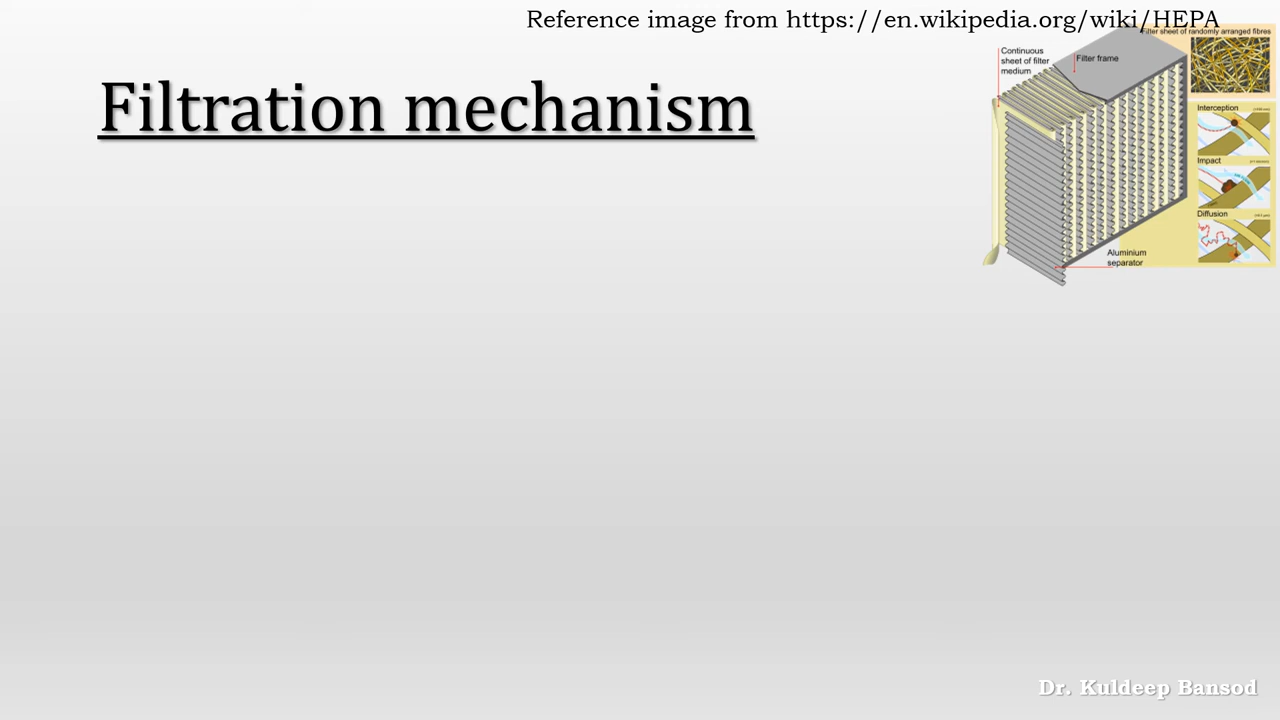 Reference image from https://en.wikipedia.org/wiki/HEPA
Filtration mechanism
Filter sheet of randomly arranged fibres
Continuous
sheet of filter
medium
Filter frame
Interception
Impact
Diffusion
Aluminium
separator
Dr. Kuldeep Bansod